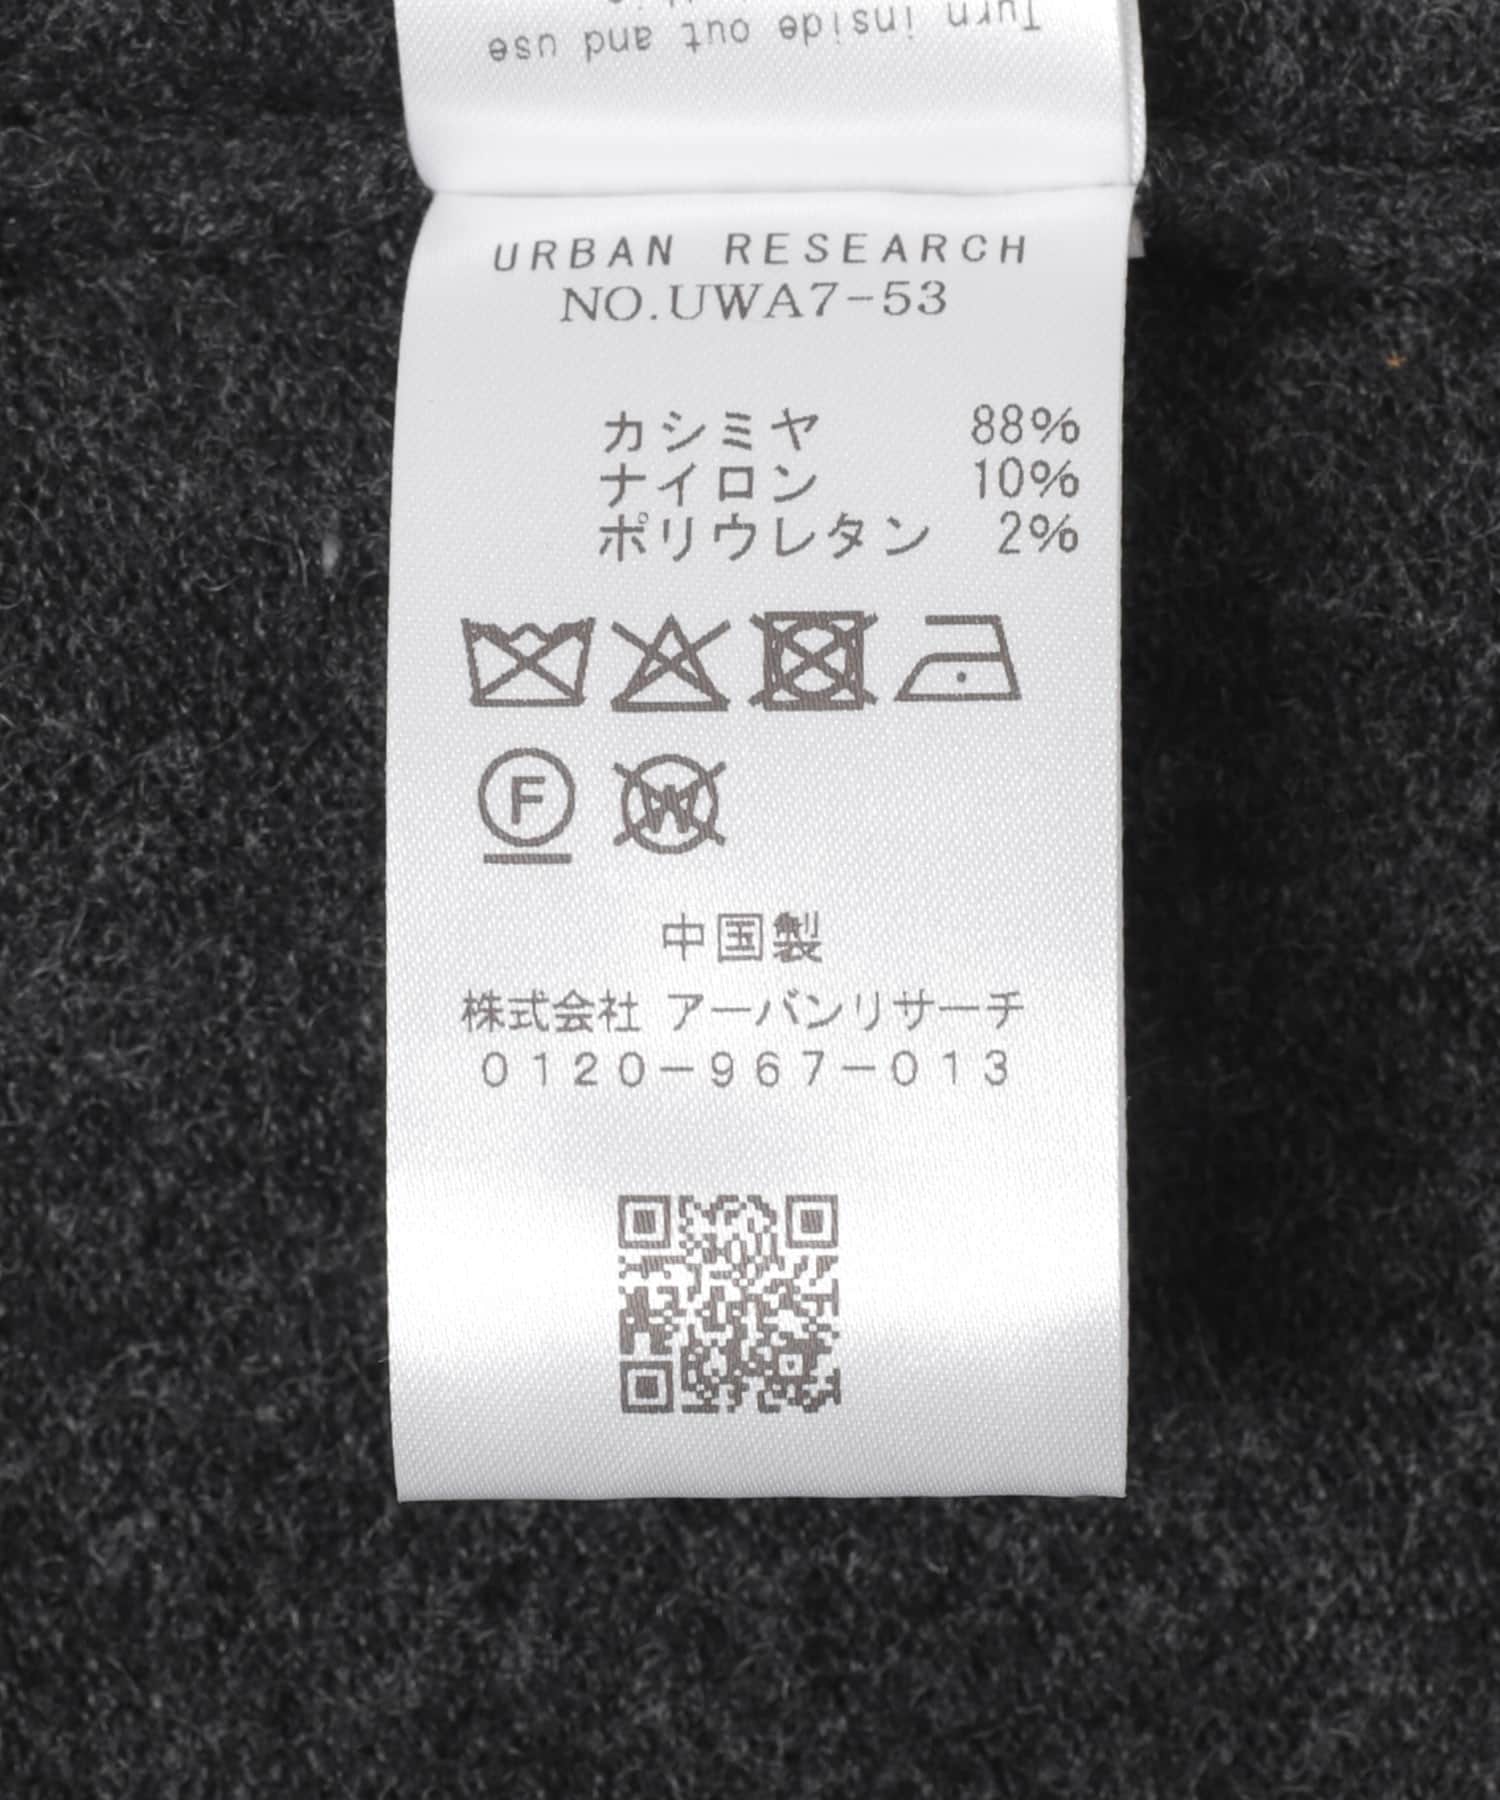 Turn inside out and use
URBAN RESEARCH
NO.UWA7-53
カシミヤ 88%
ナイロン 10%
ポリウレタン 2%
F
W
中国製
株式会社 アーバンリサーチ
0120-967-013